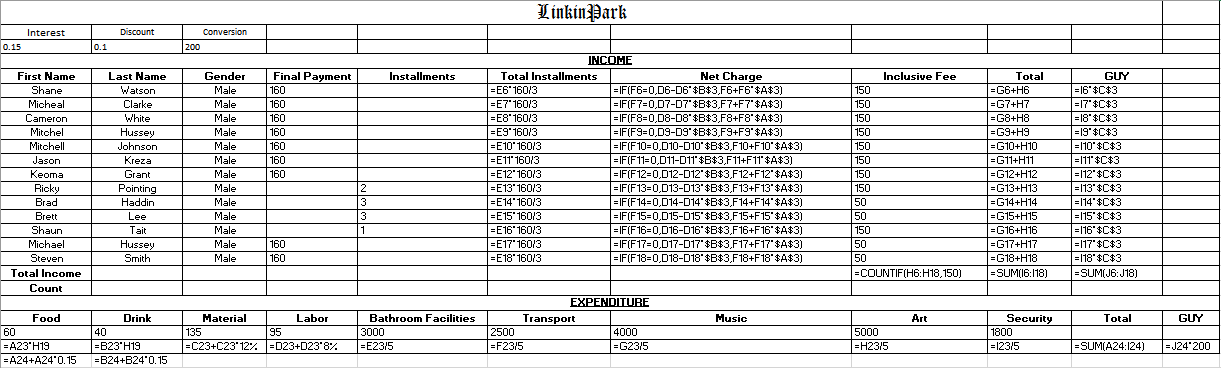 LinkinPark
Interest Discount Conversion
0.15 0.1 200
INCOME
First Name Last Name Gender Final Payment Installments Total Installments Net Charge Inclusive Fee Total GUY
Shane Watson Male 160 =E6*160/3 =IF(F6=0,D6-D6*$B$3,F6+F6*$A$3) 150 =G6+H6 =I6*$C$3
Micheal Clarke Male 160 =E7*160/3 =IF(F7=0,D7-D7*$B$3,F7+F7*$A$3) 150 =G7+H7 =I7*$C$3
Cameron White Male 160 =E8*160/3 =IF(F8=0,D8-D8*$B$3,F8+F8*$A$3) 150 =G8+H8 =I8*$C$3
Mitchel Hussey Male 160 =E9*160/3 =IF(F9=0,D9-D9*$B$3,F9+F9*$A$3) 150 =G9+H9 =I9*$C$3
Mitchell Johnson Male 160 =E10*160/3 =IF(F10=0,D10-D10*$B$3,F10+F10*$A$3) 150 =G10+H10 =I10*$C$3
Jason Kreza Male 160 =E11*160/3 =IF(F11=0,D11-D11*$B$3,F11+F11*$A$3) 150 =G11+H11 =I11*$C$3
Keoma Grant Male 160 =E12*160/3 =IF(F12=0,D12-D12*$B$3,F12+F12*$A$3) 150 =G12+H12 =I12*$C$3
Ricky Pointing Male 2 =E13*160/3 =IF(F13=0,D13-D13*$B$3,F13+F13*$A$3) 150 =G13+H13 =I13*$C$3
Brad Haddin Male 3 =E14*160/3 =IF(F14=0,D14-D14*$B$3,F14+F14*$A$3) 50 =G14+H14 =I14*$C$3
Brett Lee Male 3 =E15*160/3 =IF(F15=0,D15-D15*$B$3,F15+F15*$A$3) 50 =G15+H15 =I15*$C$3
Shaun Tait Male 1 =E16*160/3 =IF(F16=0,D16-D16*$B$3,F16+F16*$A$3) 150 =G16+H16 =I16*$C$3
Michael Hussey Male 160 =E17*160/3 =IF(F17=0,D17-D17*$B$3,F17+F17*$A$3) 50 =G17+H17 =I17*$C$3
Steven Smith Male 160 =E18*160/3 =IF(F18=0,D18-D18*$B$3,F18+F18*$A$3) 50 =G18+H18 =I18*$C$3
Total Income =COUNTIF(H6:H18,150) =SUM(I6:I18) =SUM(J6:J18)
Count
EXPENDITURE
Food Drink Material Labor Bathroom Facilities Transport Music Art Security Total GUY
60 40 135 95 3000 2500 4000 5000 1800
=A23*H19 =B23*H19 =C23+C23*12% =D23+D23*8% =E23/5 =F23/5 =G23/5 =H23/5 =I23/5 =SUM(A24:I24) =J24*200
=A24+A24*0.15 =B24+B24*0.15